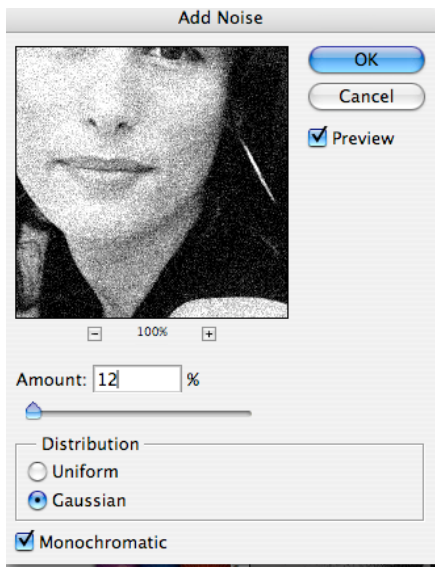 Add Noise
OK
Cancel
Preview
100%
Amount: 12 %
Distribution
Uniform
Gaussian
Monochromatic